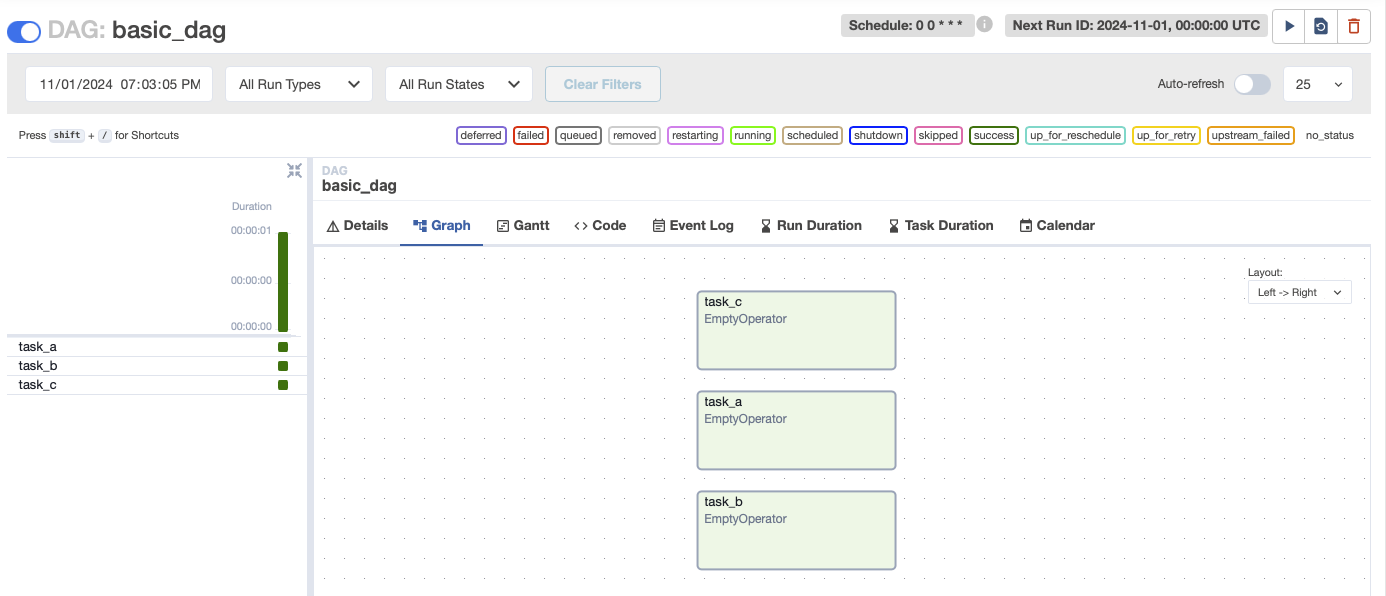 DAG: basic_dag
Schedule: 0 0 * * *
Next Run ID: 2024-11-01, 00:00:00 UTC
11/01/2024 07:03:05 PM
All Run Types
All Run States
Clear Filters
Auto-refresh
25
Press shift + / for Shortcuts
deferred
failed
queued
removed
restarting
running
scheduled
shutdown
skipped
success
up_for_reschedule
up_for_retry
upstream_failed
no_status
Duration
00:00:01
00:00:00
00:00:00
task_a
task_b
task_c
DAG
basic_dag
Details
Graph
Gantt
Code
Event Log
Run Duration
Task Duration
Calendar
Layout:
Left -> Right
task_c
EmptyOperator
task_a
EmptyOperator
task_b
EmptyOperator